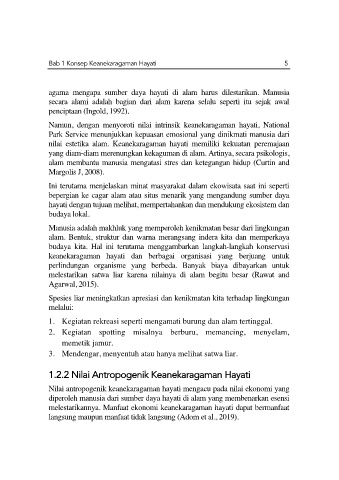 Bab 1 Konsep Keanekaragaman Hayati 5
agama mengapa sumber daya hayati di alam harus dilestarikan. Manusia
secara alami adalah bagian dari alam karena selalu seperti itu sejak awal
penciptaan (Ingold, 1992).
Namun, dengan menyoroti nilai intrinsik keanekaragaman hayati, National
Park Service menunjukkan kepuasan emosional yang dinikmati manusia dari
nilai estetika alam. Keanekaragaman hayati memiliki kekuatan peremajaan
yang diam-diam merenungkan kekaguman di alam. Artinya, secara psikologis,
alam membantu manusia mengatasi stres dan ketegangan hidup (Curtin and
Margolis J, 2008).
Ini terutama menjelaskan minat masyarakat dalam ekowisata saat ini seperti
bepergian ke cagar alam atau situs menarik yang mengandung sumber daya
hayati dengan tujuan melihat, mempertahankan dan mendukung ekosistem dan
budaya lokal.
Manusia adalah makhluk yang memperoleh kenikmatan besar dari lingkungan
alam. Bentuk, struktur dan warna merangsang indera kita dan memperkaya
budaya kita. Hal ini terutama menggambarkan langkah-langkah konservasi
keanekaragaman hayati dan berbagai organisasi yang berjuang untuk
perlindungan organisme yang berbeda. Banyak biaya dibayarkan untuk
melestarikan satwa liar karena nilainya di alam begitu besar (Rawat and
Agarwal, 2015).
Spesies liar meningkatkan apresiasi dan kenikmatan kita terhadap lingkungan
melalui:
1. Kegiatan rekreasi seperti mengamati burung dan alam tertinggal.
2. Kegiatan spotting misalnya berburu, memancing, menyelam,
memetik jamur.
3. Mendengar, menyentuh atau hanya melihat satwa liar.
1.2.2 Nilai Antropogenik Keanekaragaman Hayati
Nilai antropogenik keanekaragaman hayati mengacu pada nilai ekonomi yang
diperoleh manusia dari sumber daya hayati di alam yang membenarkan esensi
melestarikannya. Manfaat ekonomi keanekaragaman hayati dapat bermanfaat
langsung maupun manfaat tidak langsung (Adom et al., 2019).